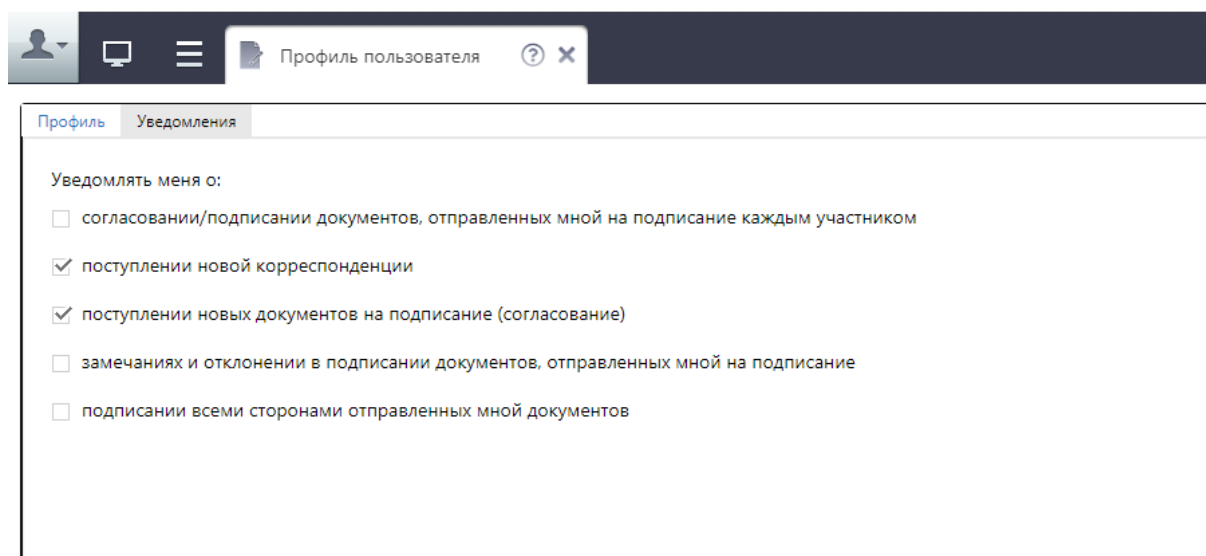 Профиль пользователя
Профиль Уведомления
Уведомлять меня о:
согласовании/подписании документов, отправленных мной на подписание каждым участником
поступлении новой корреспонденции
поступлении новых документов на подписание (согласование)
замечаниях и отклонении в подписании документов, отправленных мной на подписание
подписании всеми сторонами отправленных мной документов